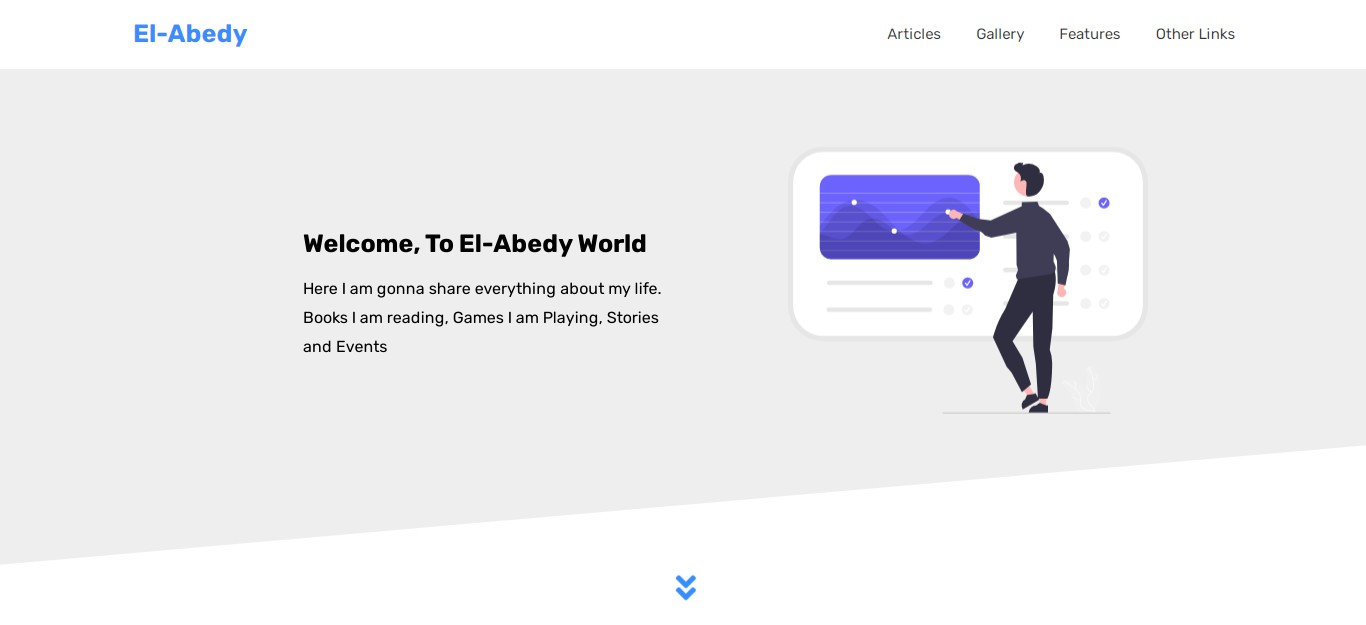 El-Abedy
Articles Gallery Features Other Links
Welcome, To El-Abedy World
Here I am gonna share everything about my life.
Books I am reading, Games I am Playing, Stories
and Events